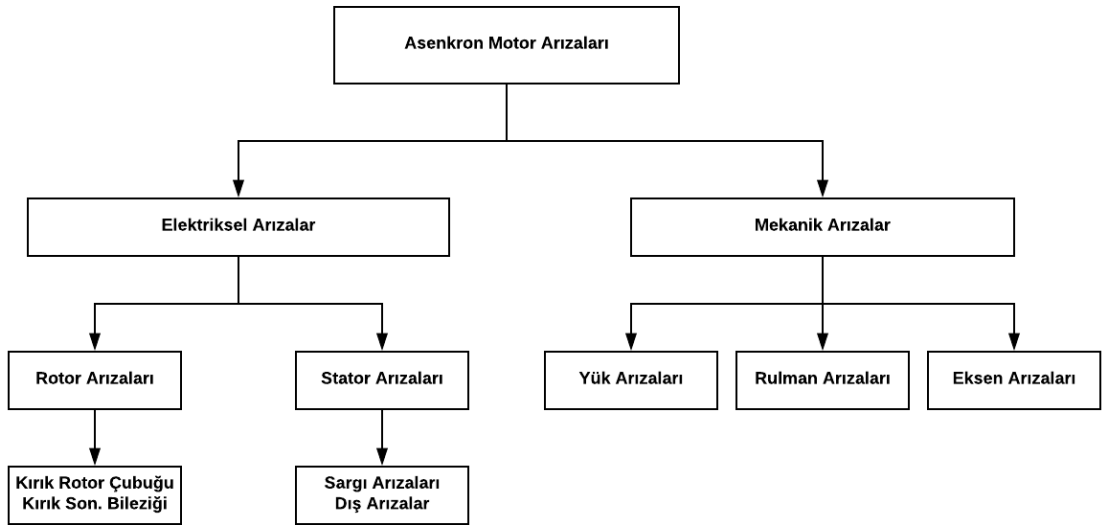 Asenkron Motor Arızaları
Elektriksel Arızalar
Mekanik Arızalar
Rotor Arızaları
Stator Arızaları
Yük Arızaları
Rulman Arızaları
Eksen Arızaları
Kırık Rotor Çubuğu
Kırık Son. Bileziği
Sargı Arızaları
Dış Arızalar